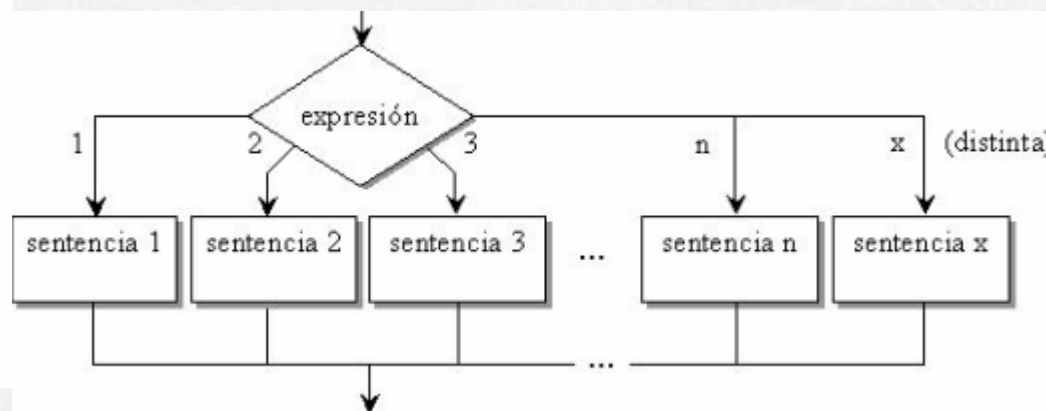 expresión
1
2
3
n
x
(distinta)
sentencia 1
sentencia 2
sentencia 3
...
sentencia n
sentencia x
...